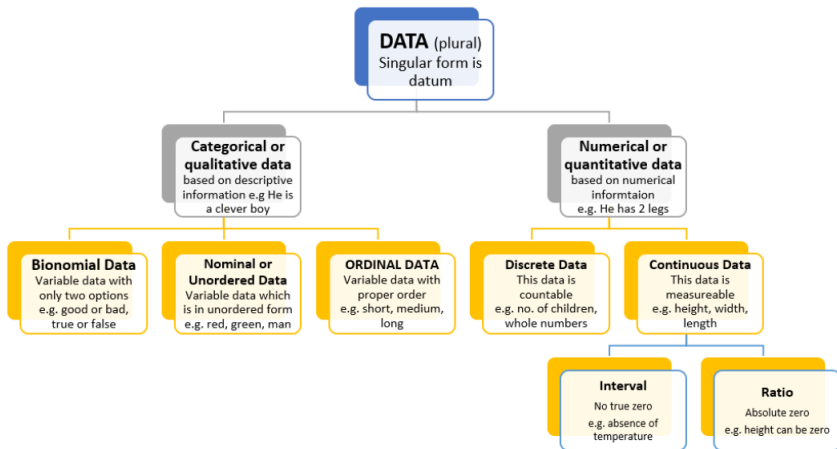 DATA (plural)
Singular form is
datum
Categorical or
qualitative data
based on descriptive
information e.g He is
a clever boy
Numerical or
quantitative data
based on numerical
informtaion
e.g. He has 2 legs
Bionomial Data
Variable data with
only two options
e.g. good or bad,
true or false
Nominal or
Unordered Data
Variable data which
is in unordered form
e.g. red, green, man
ORDINAL DATA
Variable data with
proper order
e.g. short, medium,
long
Discrete Data
This data is
countable
e.g. no. of children,
whole numbers
Continuous Data
This data is
measureable
e.g. height, width,
length
Interval
No true zero
e.g. absence of
temperature
Ratio
Absolute zero
e.g. height can be zero